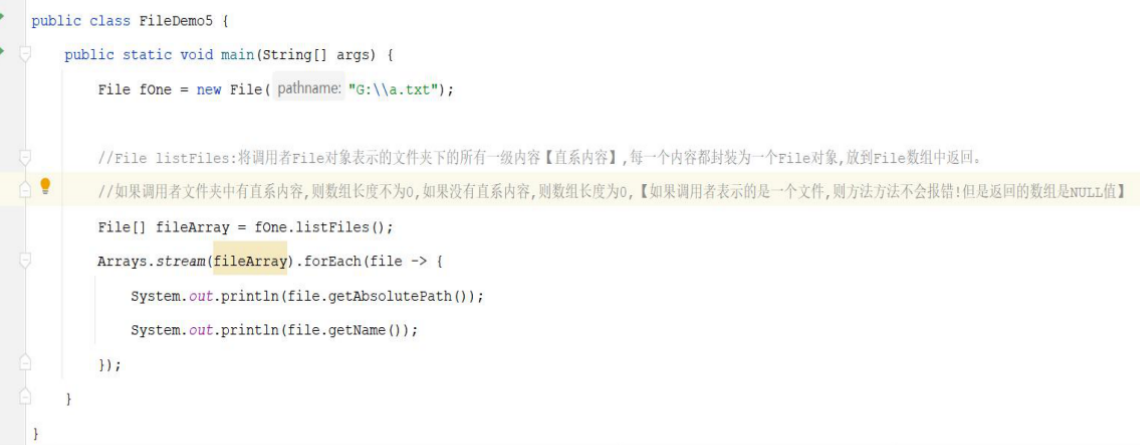 public class FileDemo5 {
public static void main(String[] args) {
File fOne = new File( pathname: "G:\\a.txt");
//File listFiles:将调用者File对象表示的文件夹下的所有一级内容【直系内容】,每一个内容都封装为一个File对象,放到File数组中返回。
//如果调用者文件夹中有直系内容,则数组长度不为0,如果没有直系内容,则数组长度为0,【如果调用者表示的是一个文件,则方法方法不会报错!但是返回的数组是NULL值】
File[] fileArray = fOne.listFiles();
Arrays.stream(fileArray).forEach(file -> {
System.out.println(file.getAbsolutePath());
System.out.println(file.getName());
});
}
}